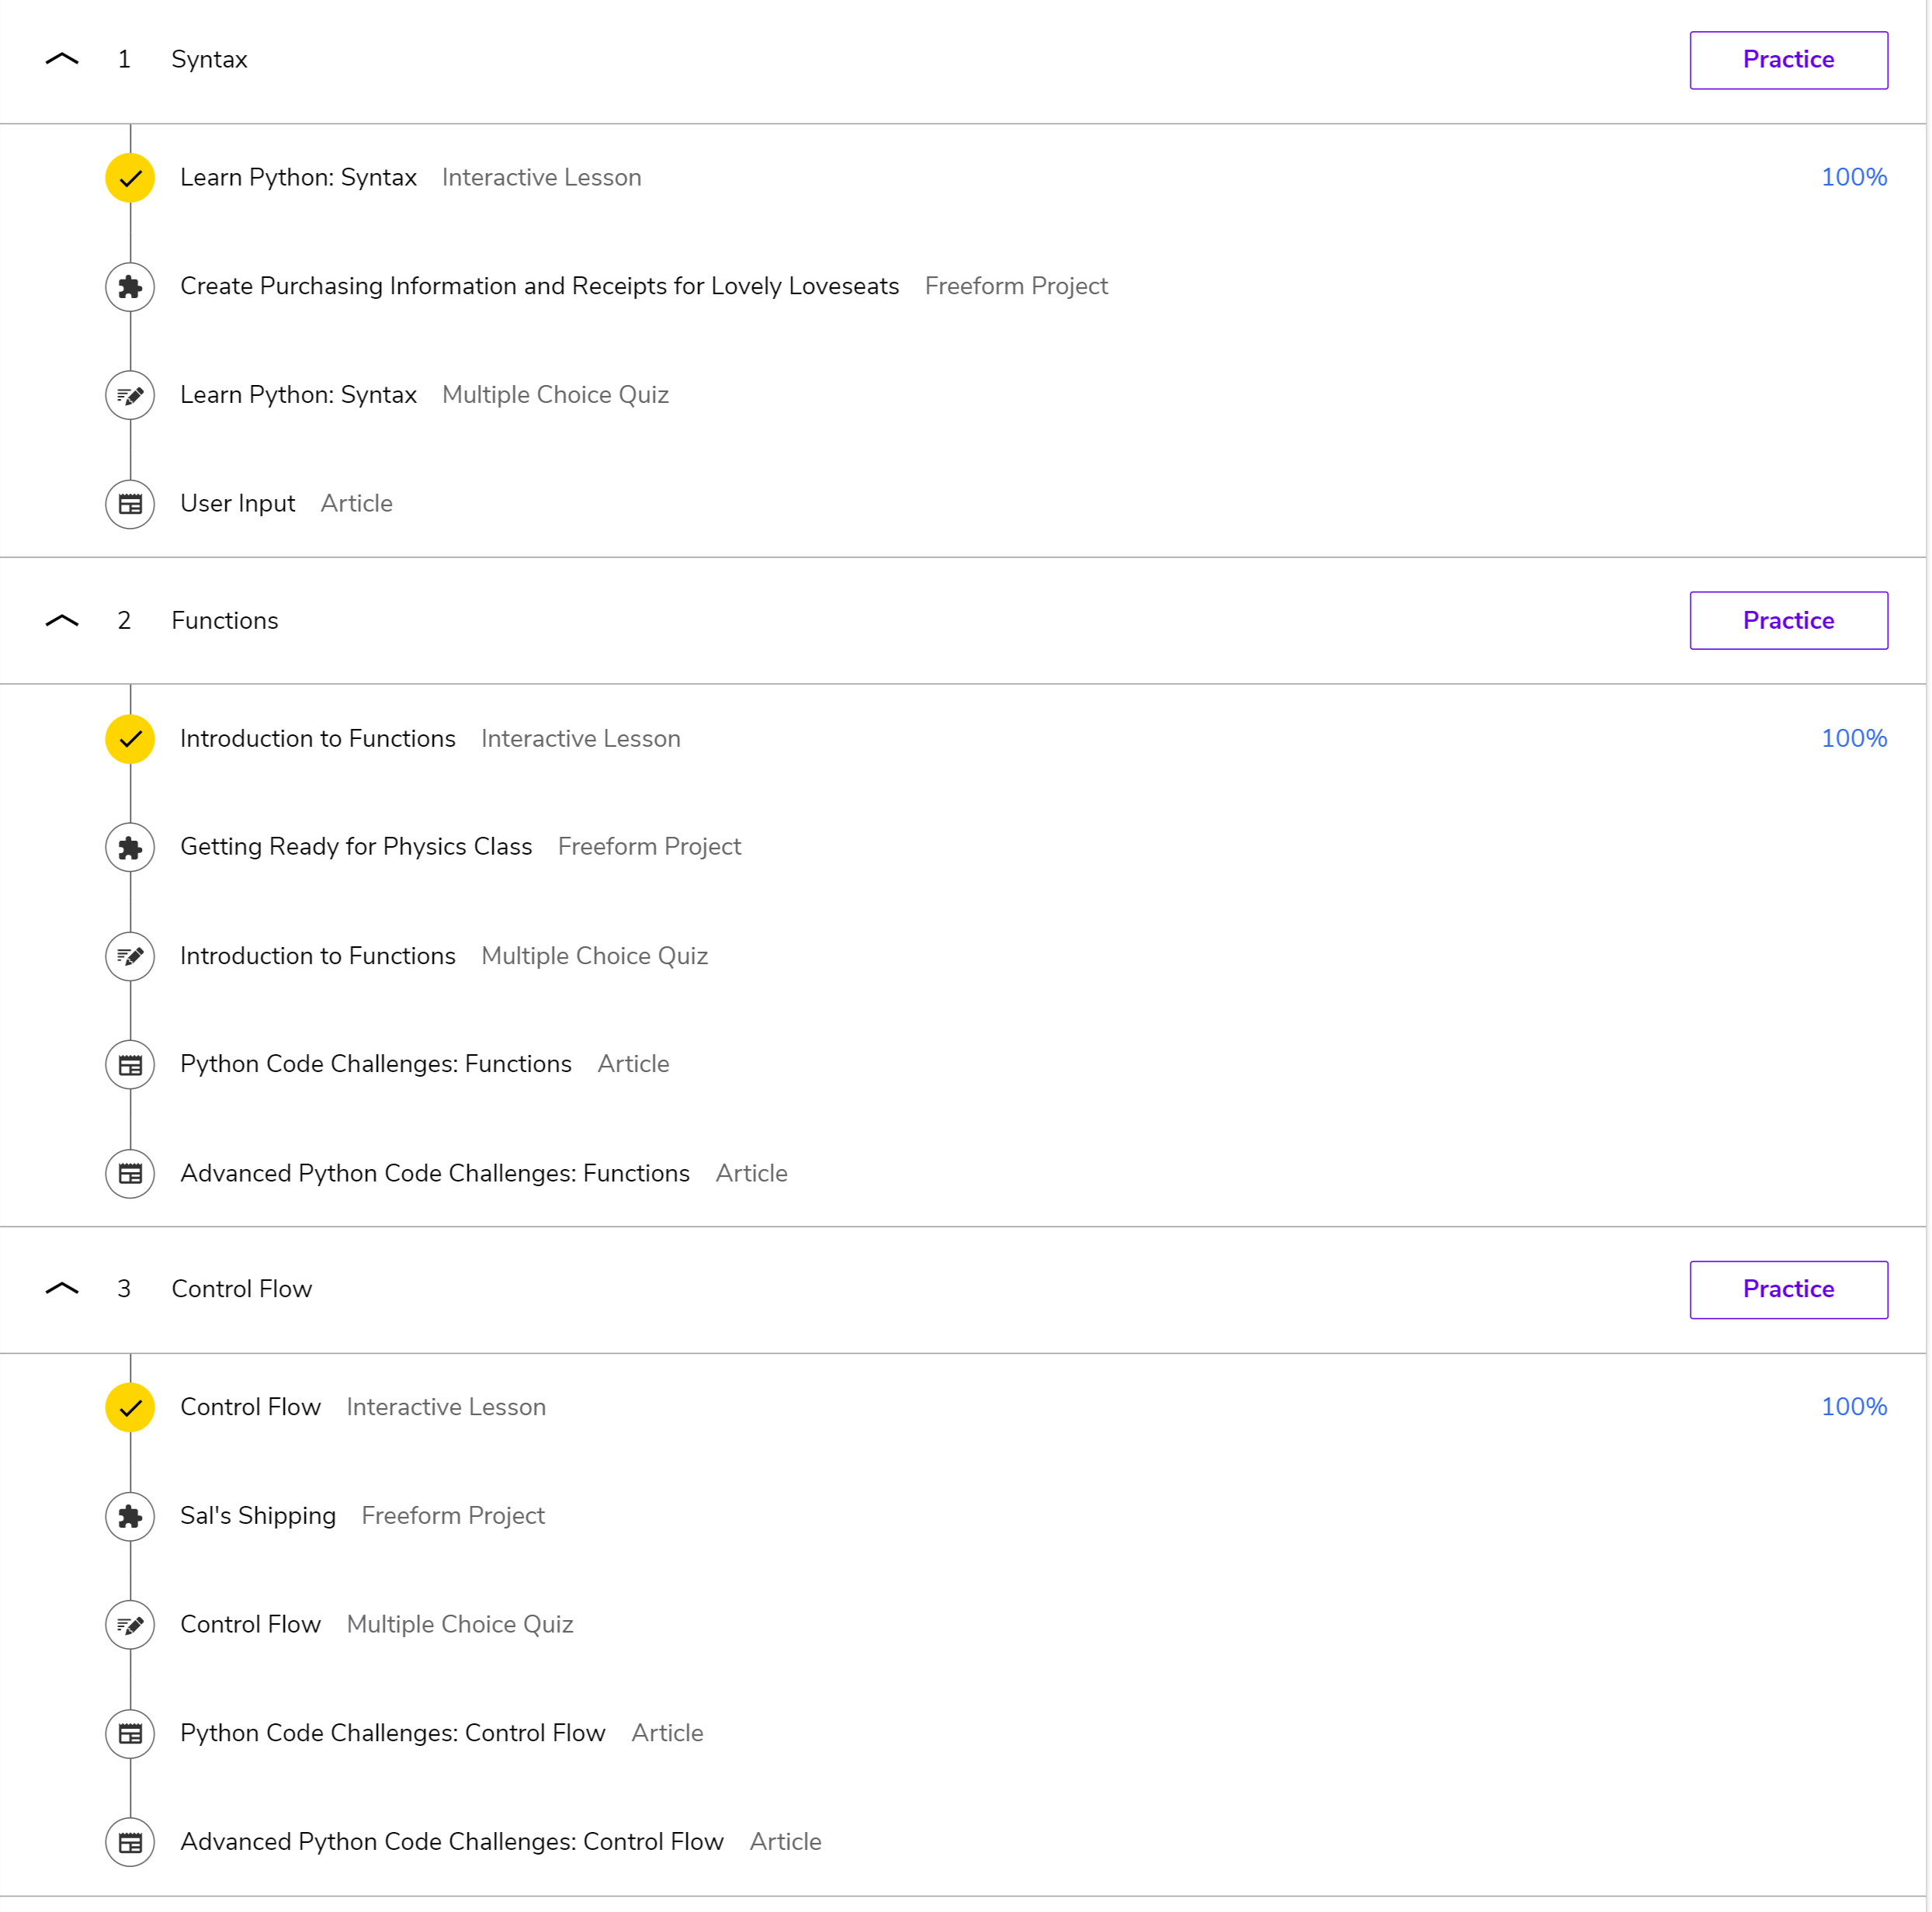 1 Syntax Practice
Learn Python: Syntax Interactive Lesson 100%
Create Purchasing Information and Receipts for Lovely Loveseats Freeform Project
Learn Python: Syntax Multiple Choice Quiz
User Input Article
2 Functions Practice
Introduction to Functions Interactive Lesson 100%
Getting Ready for Physics Class Freeform Project
Introduction to Functions Multiple Choice Quiz
Python Code Challenges: Functions Article
Advanced Python Code Challenges: Functions Article
3 Control Flow Practice
Control Flow Interactive Lesson 100%
Sal's Shipping Freeform Project
Control Flow Multiple Choice Quiz
Python Code Challenges: Control Flow Article
Advanced Python Code Challenges: Control Flow Article